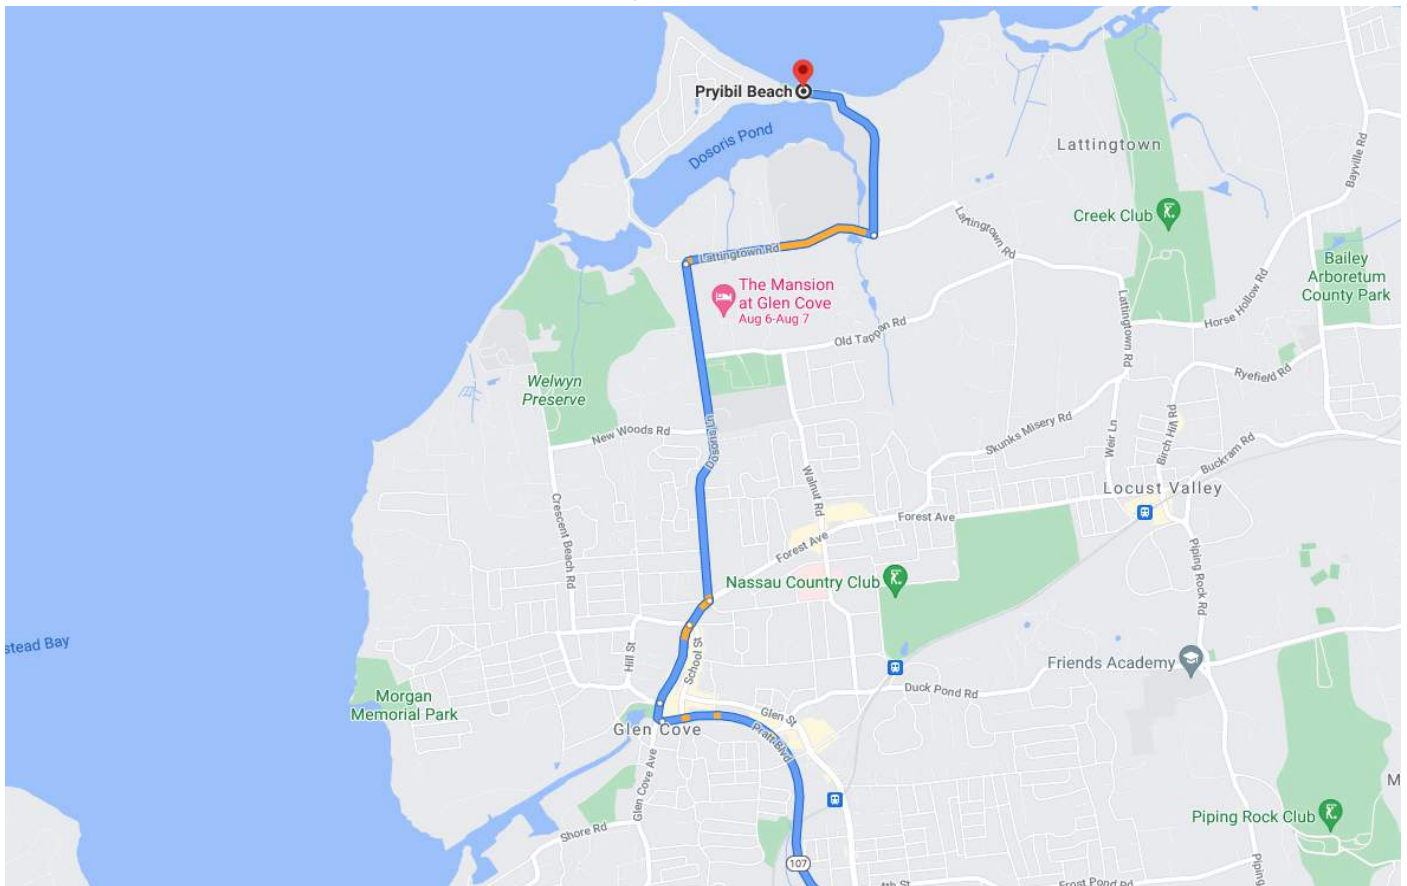 Pryibil Beach
Dosoris Pond
Lattingtown
Bayville Rd
Creek Club
Lattingtown Rd
Lattingtown Rd
The Mansion
at Glen Cove
Aug 6-Aug 7
Bailey
Arboretum
County Park
Lattingtown Rd
Horse Hollow Rd
Old Tappan Rd
Welwyn
Preserve
Ryefield Rd
New Woods Rd
Dosoris Ln
Skunks Misery Rd
Weir Ln
Birch Hill Rd
Buckram Rd
Walnut Rd
Locust Valley
Crescent Beach Rd
Forest Ave
Forest Ave
Nassau Country Club
Piping Rock Rd
stead Bay
Hill St
School St
Friends Academy
Morgan
Memorial Park
Duck Pond Rd
Glen St
Glen Cove
Pratt Blvd
Glen Cove Ave
M
Shore Rd
Piping Rock Club
107
4th St
Frost Pond Rd
Piping